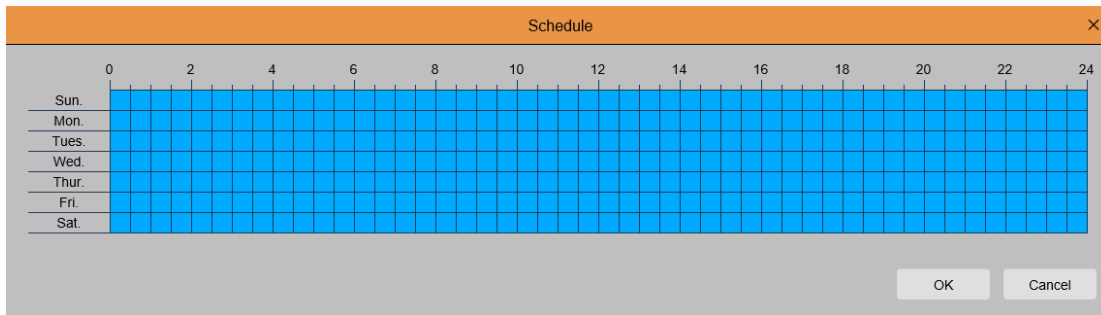 Schedule ×
0 2 4 6 8 10 12 14 16 18 20 22 24
Sun.
Mon.
Tues.
Wed.
Thur.
Fri.
Sat.
OK Cancel